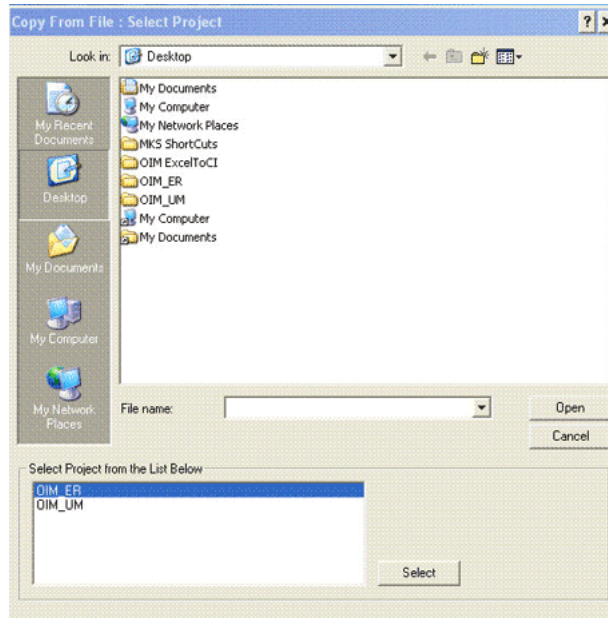 Copy From File : Select Project
Look in: Desktop
My Recent
Documents
Desktop
My Documents
My Computer
My Network
Places
My Documents
My Computer
My Network Places
MKS ShortCuts
OIM ExcelToCI
OIM_ER
OIM_UM
My Computer
My Documents
File name:
Open
Cancel
Select Project from the List Below
OIM_ER
OIM_UM
Select